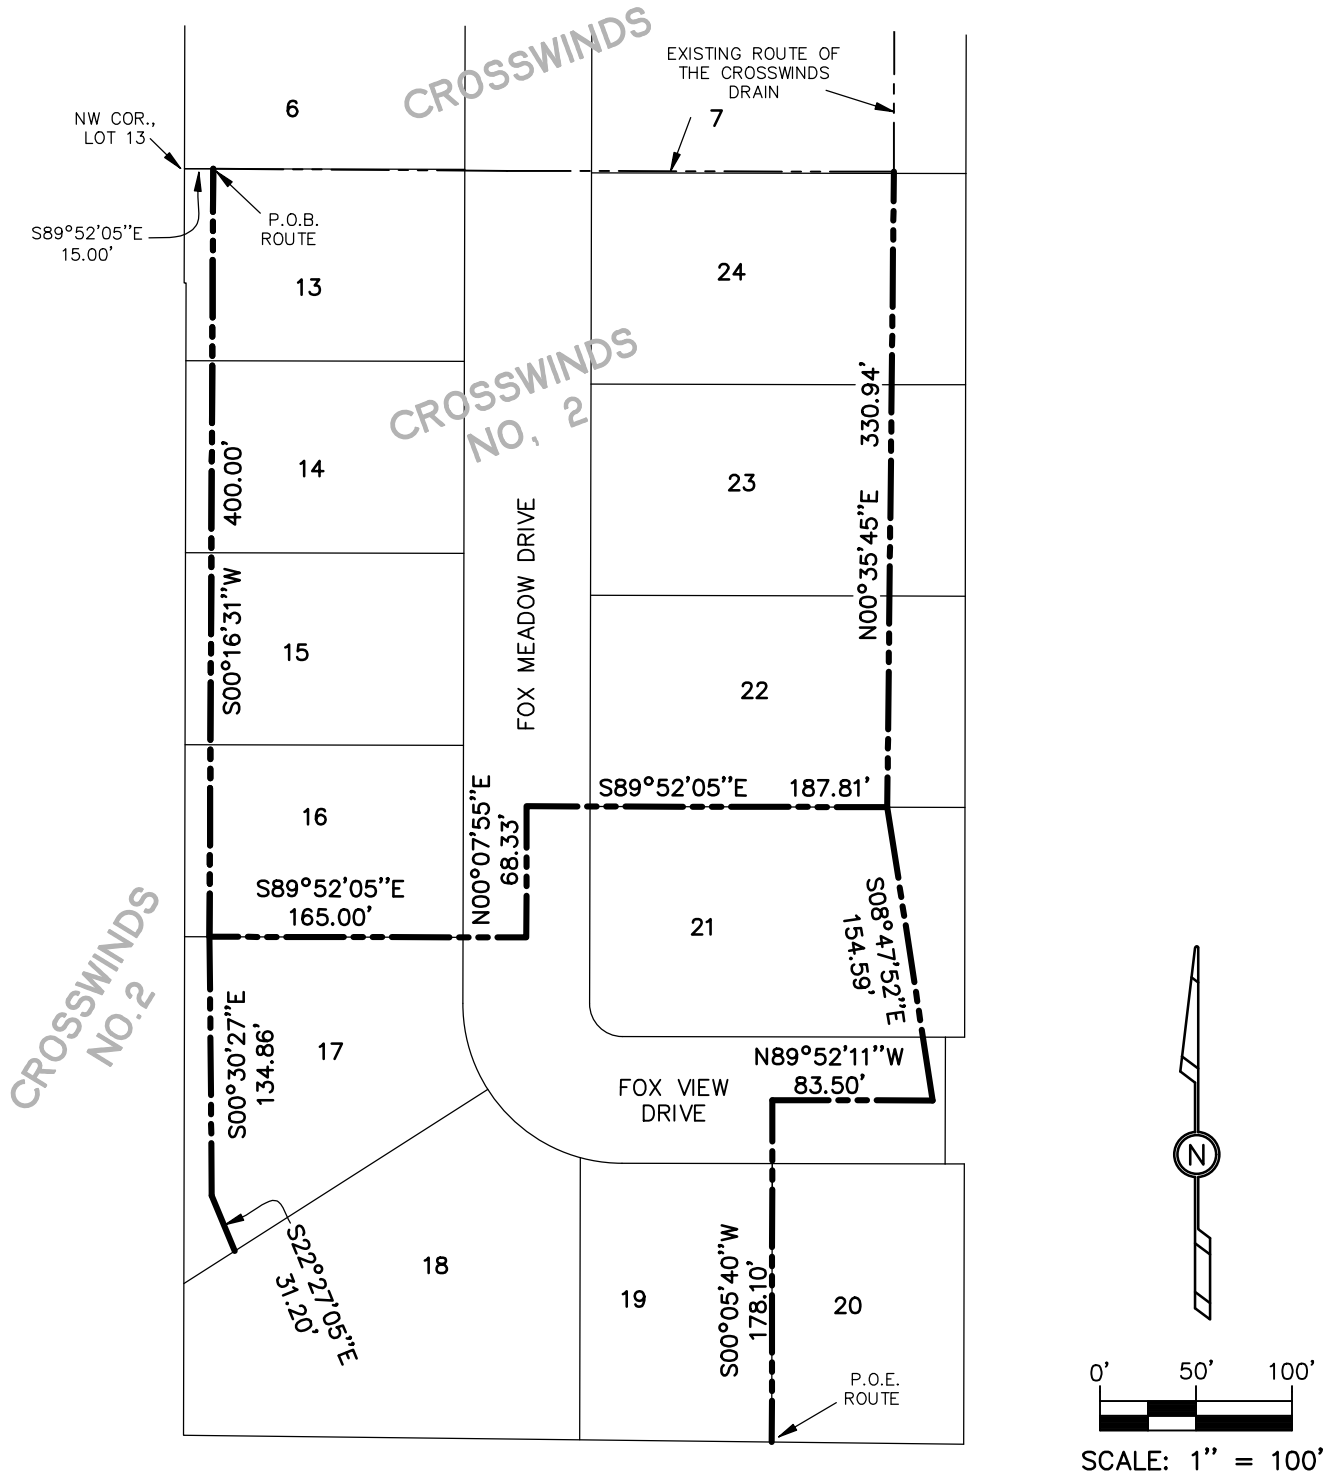 CROSSWINDS
EXISTING ROUTE OF
THE CROSSWINDS
DRAIN
6
7
NW COR.,
LOT 13
P.O.B.
ROUTE
S89°52'05"E
15.00'
13
24
CROSSWINDS
NO, 2
330.94'
N00°35'45"E
400.00'
S00°16'31"W
14
23
FOX MEADOW DRIVE
15
22
S89°52'05"E 187.81'
16
N00°07'55"E
68.33'
S89°52'05"E
165.00'
CROSSWINDS
NO.2
21
S08°47'52"E
154.59'
S00°30'27"E
134.86'
17
N89°52'11"W
83.50'
FOX VIEW
DRIVE
N
S22°27'05"E
31.20'
18
19
S00°05'40"W
178.10'
20
P.O.E.
ROUTE
0' 50' 100'
SCALE: 1" = 100'